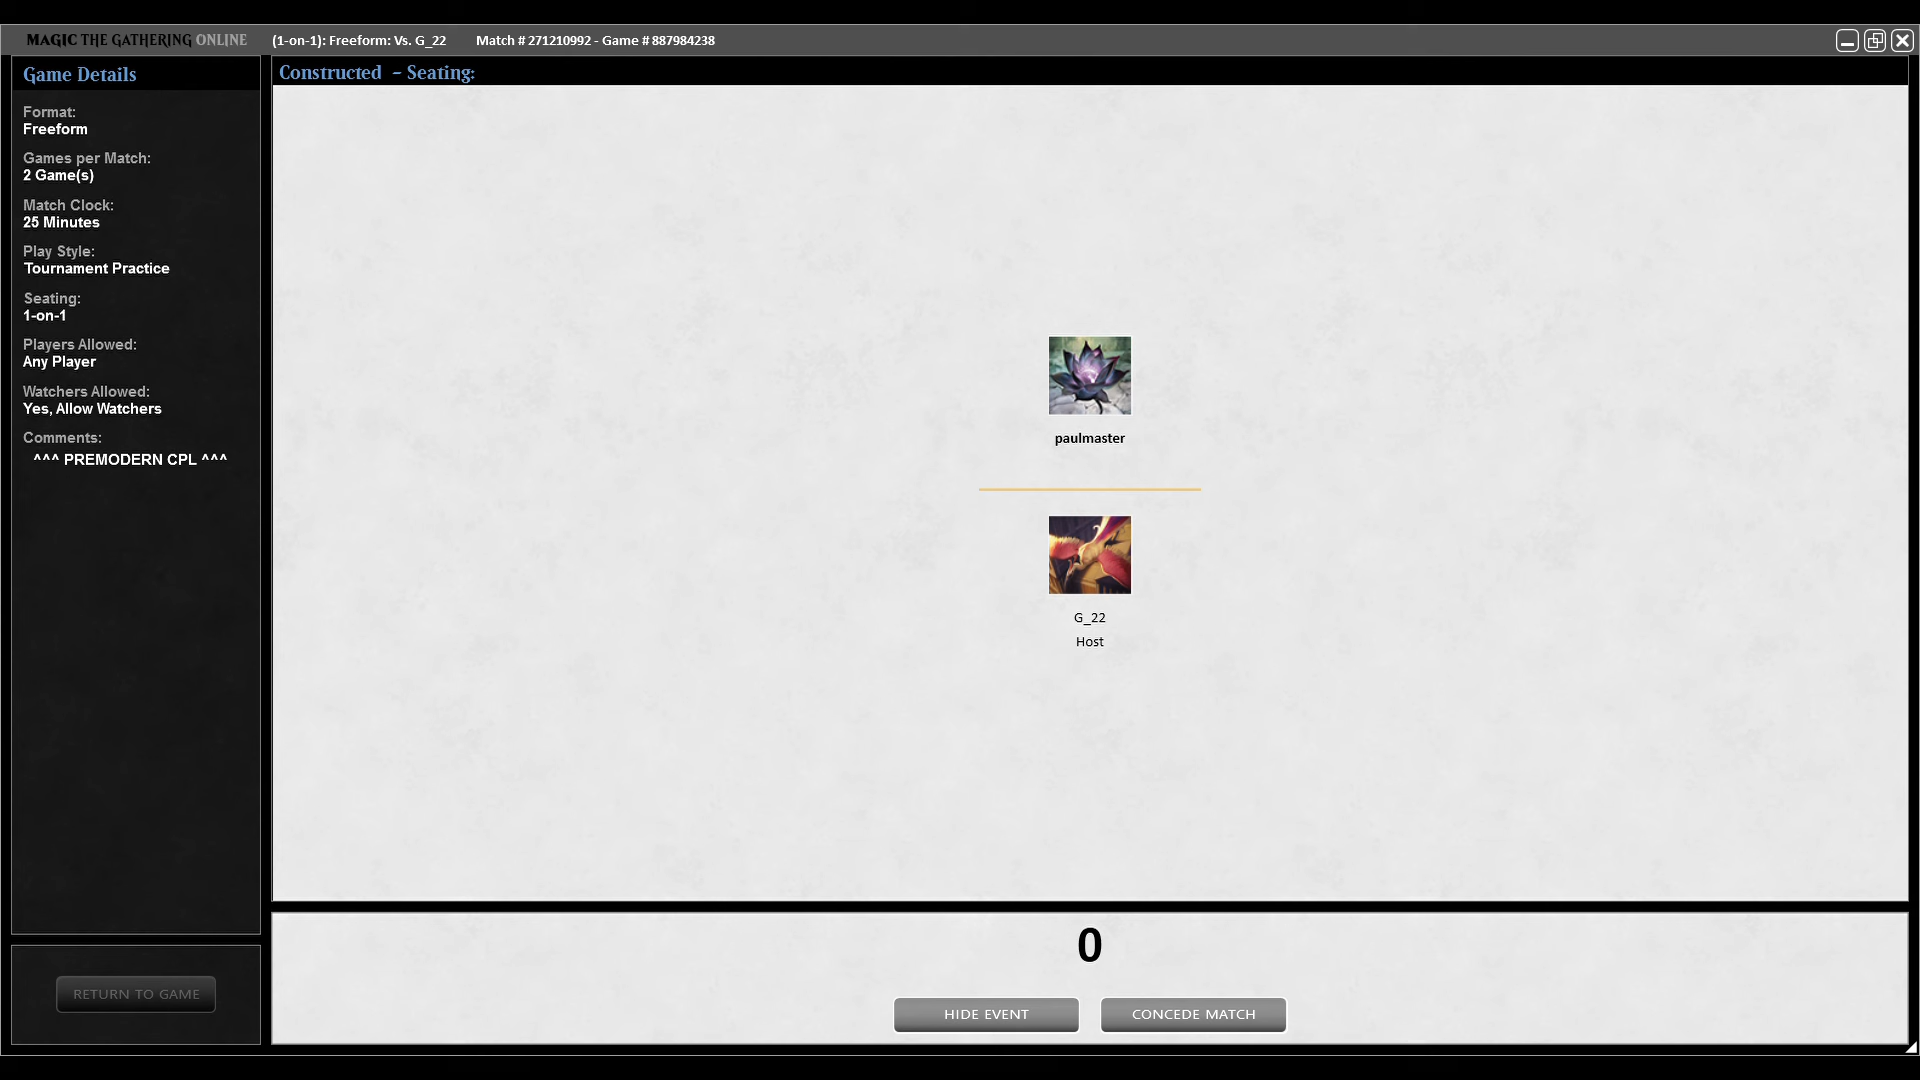 MAGIC THE GATHERING ONLINE (1-on-1): Freeform: Vs. G_22 Match # 271210992 - Game # 887984238
Game Details
Format:
Freeform
Games per Match:
2 Game(s)
Match Clock:
25 Minutes
Play Style:
Tournament Practice
Seating:
1-on-1
Players Allowed:
Any Player
Watchers Allowed:
Yes, Allow Watchers
Comments:
^^^ PREMODERN CPL ^^^
RETURN TO GAME
Constructed – Seating:
paulmaster
G_22
Host
0
HIDE EVENT CONCEDE MATCH